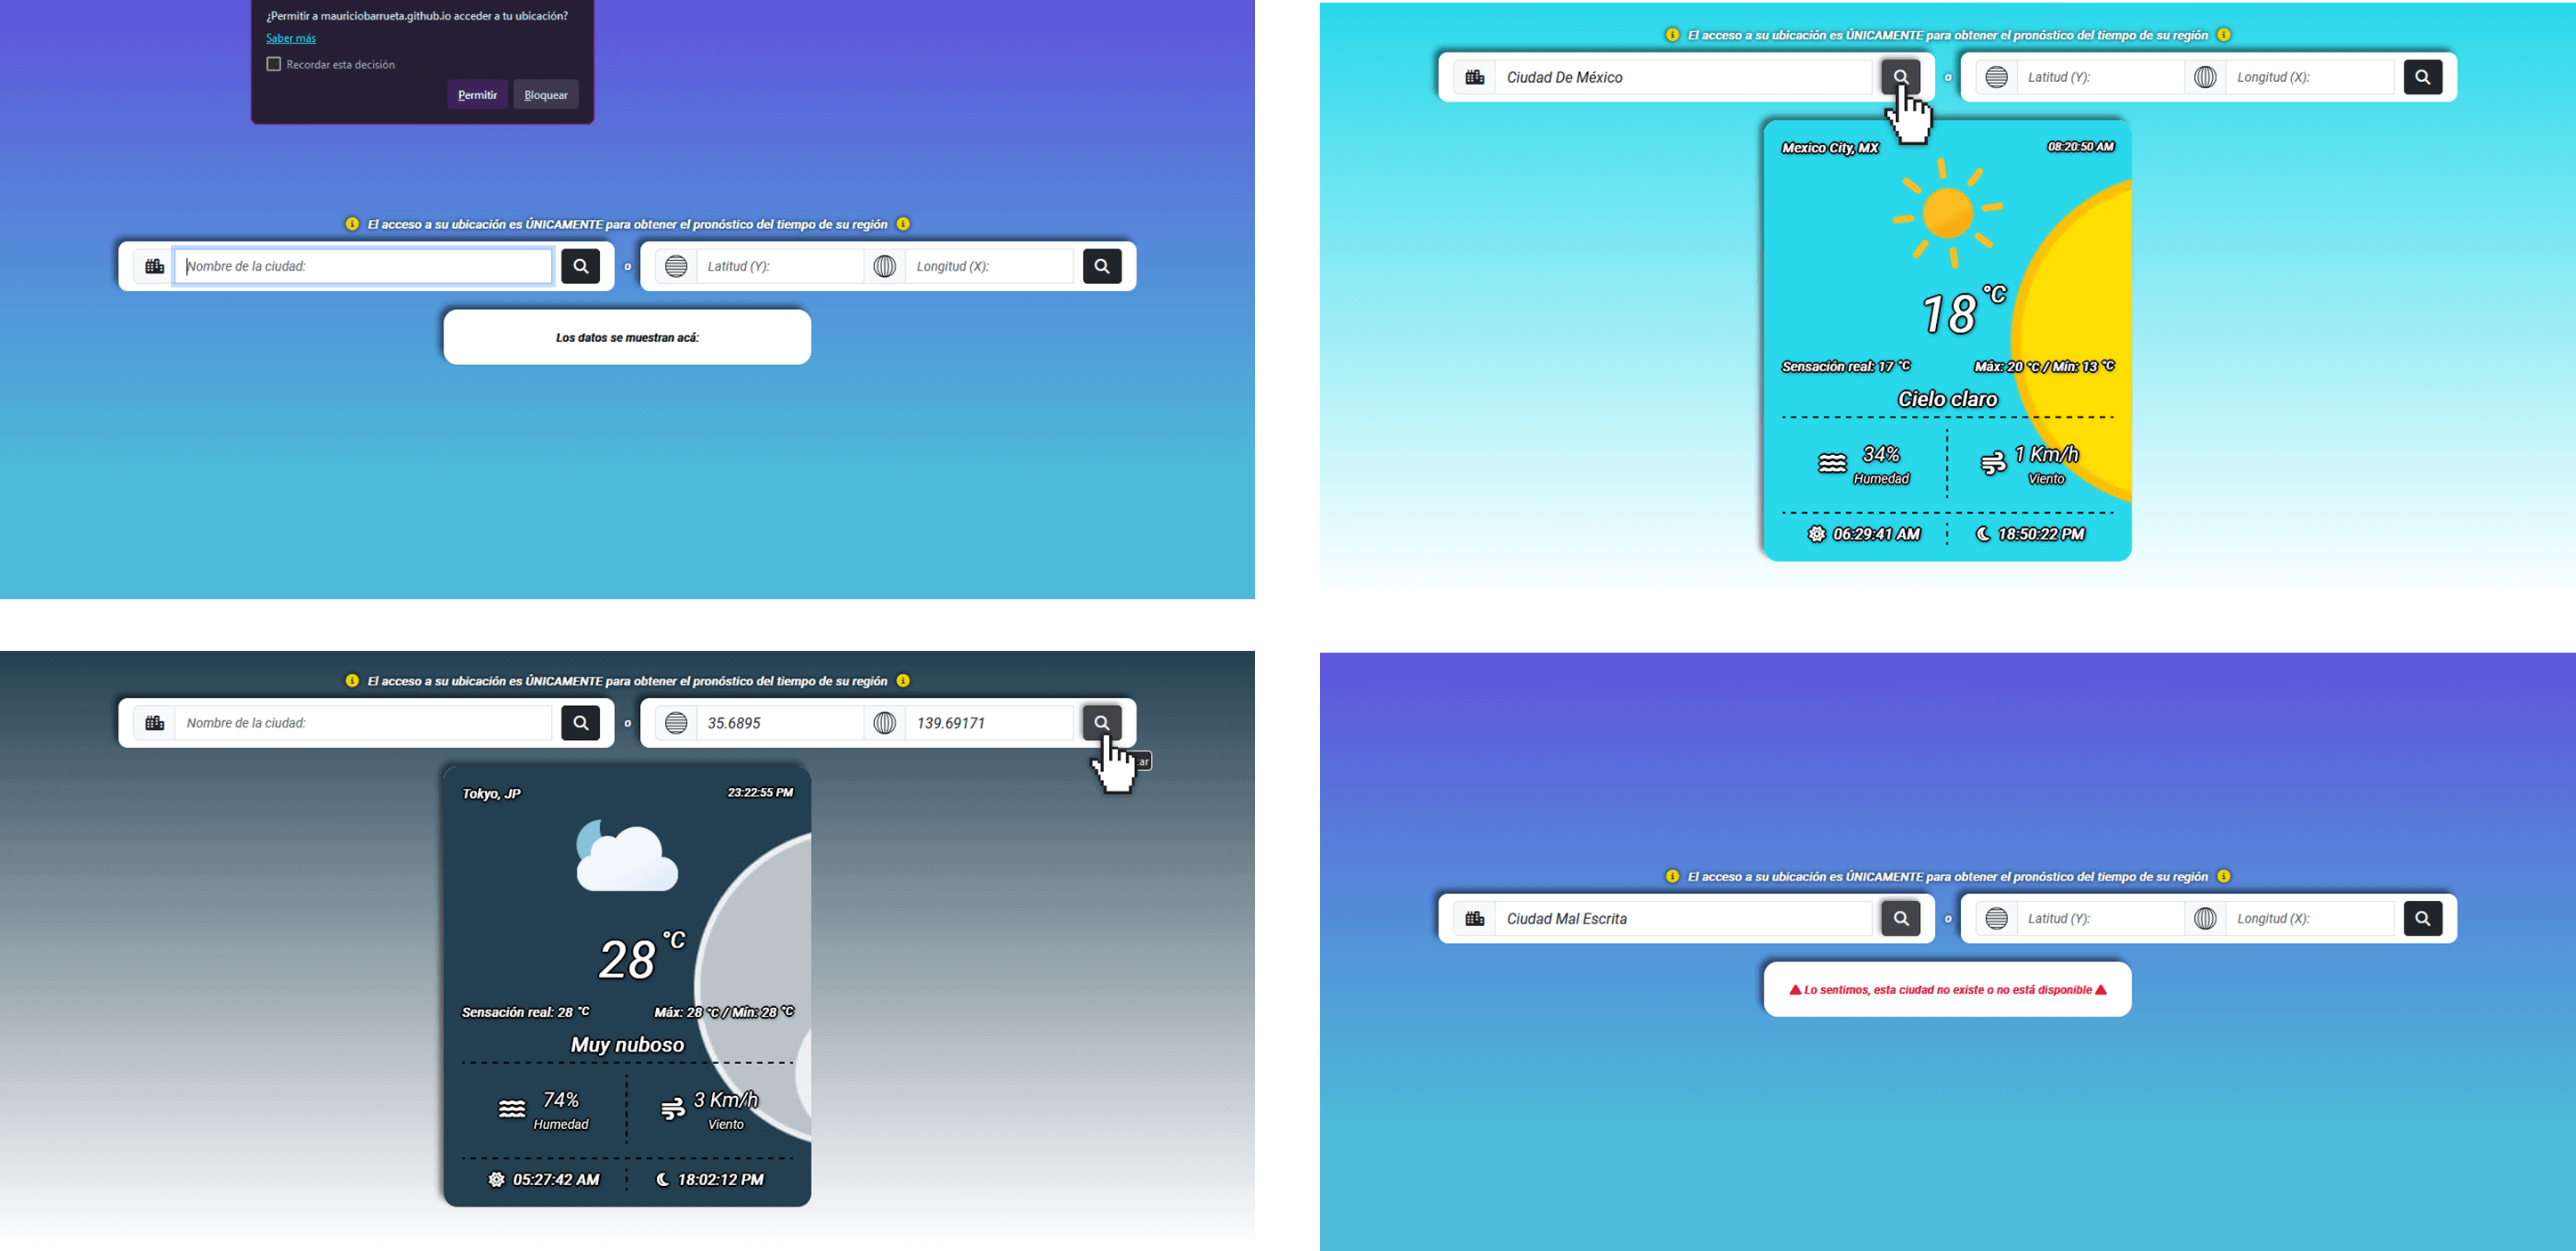 ¿Permitir a mauriciobarrueta.github.io acceder a tu ubicación?
Saber más
Recordar esta decisión
Permitir Bloquear
El acceso a su ubicación es ÚNICAMENTE para obtener el pronóstico del tiempo de su región
Nombre de la ciudad: o Latitud (Y): Longitud (X):
Los datos se muestran acá:
El acceso a su ubicación es ÚNICAMENTE para obtener el pronóstico del tiempo de su región
Ciudad De México o Latitud (Y): Longitud (X):
Mexico City, MX 08:20:50 AM
18 °C
Sensación real: 17 °C Máx: 20 °C / Mín: 13 °C
Cielo claro
34% 1 Km/h
Humedad Viento
06:29:41 AM 18:50:22 PM
El acceso a su ubicación es ÚNICAMENTE para obtener el pronóstico del tiempo de su región
Nombre de la ciudad: o 35.6895 139.69171
ar
Tokyo, JP 23:22:55 PM
28 °C
Sensación real: 28 °C Máx: 28 °C / Mín: 28 °C
Muy nuboso
74% 3 Km/h
Humedad Viento
05:27:42 AM 18:02:12 PM
El acceso a su ubicación es ÚNICAMENTE para obtener el pronóstico del tiempo de su región
Ciudad Mal Escrita o Latitud (Y): Longitud (X):
Lo sentimos, esta ciudad no existe o no está disponible